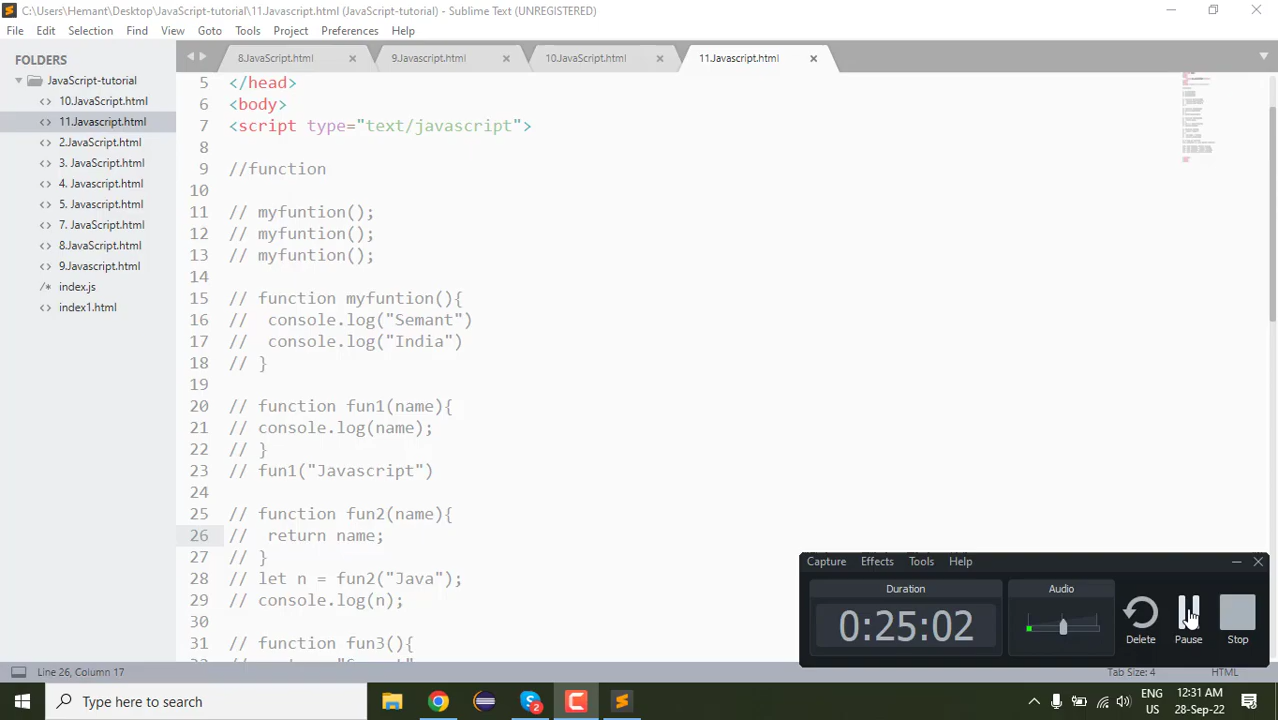 C:\Users\Hemant\Desktop\JavaScript-tutorial\11.Javascript.html (JavaScript-tutorial) - Sublime Text (UNREGISTERED)
File Edit Selection Find View Goto Tools Project Preferences Help
FOLDERS
JavaScript-tutorial
<> 10.JavaScript.html
<> 11.Javascript.html
<> 2.JavaScript.html
<> 3. JavaScript.html
<> 4. Javascript.html
<> 5. Javascript.html
<> 7. JavaScript.html
<> 8.JavaScript.html
<> 9.Javascript.html
/* index.js
<> index1.html
8.JavaScript.html 9.Javascript.html 10.JavaScript.html 11.Javascript.html
5 </head>
6 <body>
7 <script type="text/javascript">
8
9 //function
10
11 // myfuntion();
12 // myfuntion();
13 // myfuntion();
14
15 // function myfuntion(){
16 //  console.log("Semant")
17 //  console.log("India")
18 // }
19
20 // function fun1(name){
21 // console.log(name);
22 // }
23 // fun1("Javascript")
24
25 // function fun2(name){
26 //  return name;
27 // }
28 // let n = fun2("Java");
29 // console.log(n);
30
31 // function fun3(){
Capture Effects Tools Help
Duration
0:25:02
Audio
Delete Pause Stop
Line 26, Column 17
Tab Size: 4 HTML
Type here to search
2
ENG
US
12:31 AM
28-Sep-22